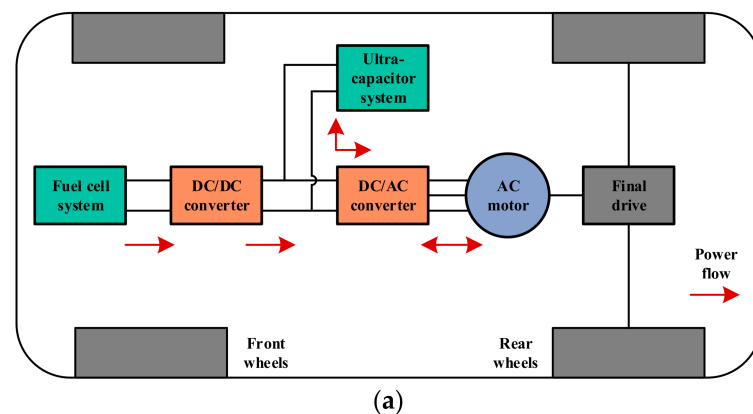 Ultra-
capacitor
system
Fuel cell
system
DC/DC
converter
DC/AC
converter
AC
motor
Final
drive
Power
flow
Front
wheels
Rear
wheels
(a)